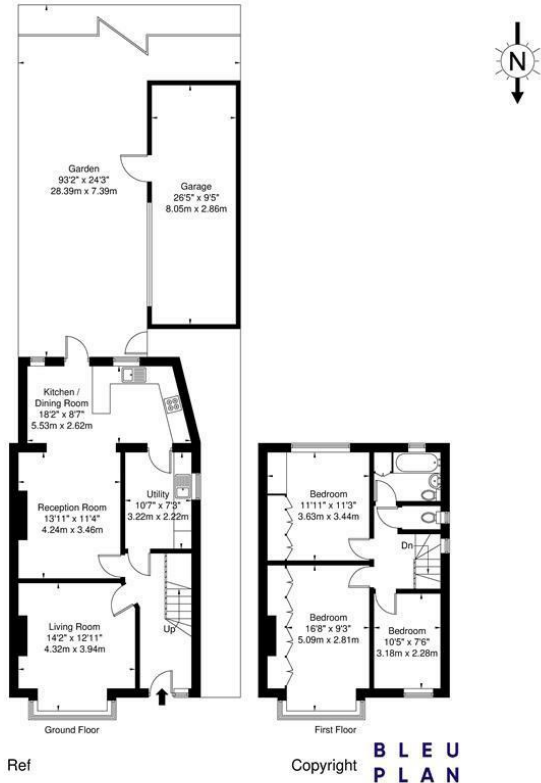 N
Garden
93'2" x 24'3"
28.39m x 7.39m
Garage
26'5" x 9'5"
8.05m x 2.86m
Kitchen /
Dining Room
18'2" x 8'7"
5.53m x 2.62m
Reception Room
13'11" x 11'4"
4.24m x 3.46m
Utility
10'7" x 7'3"
3.22m x 2.22m
Living Room
14'2" x 12'11"
4.32m x 3.94m
Up
Ground Floor
Bedroom
11'11" x 11'3"
3.63m x 3.44m
Dn
Bedroom
16'8" x 9'3"
5.09m x 2.81m
Bedroom
10'5" x 7'6"
3.18m x 2.28m
First Floor
Ref
Copyright
BLEU
PLAN